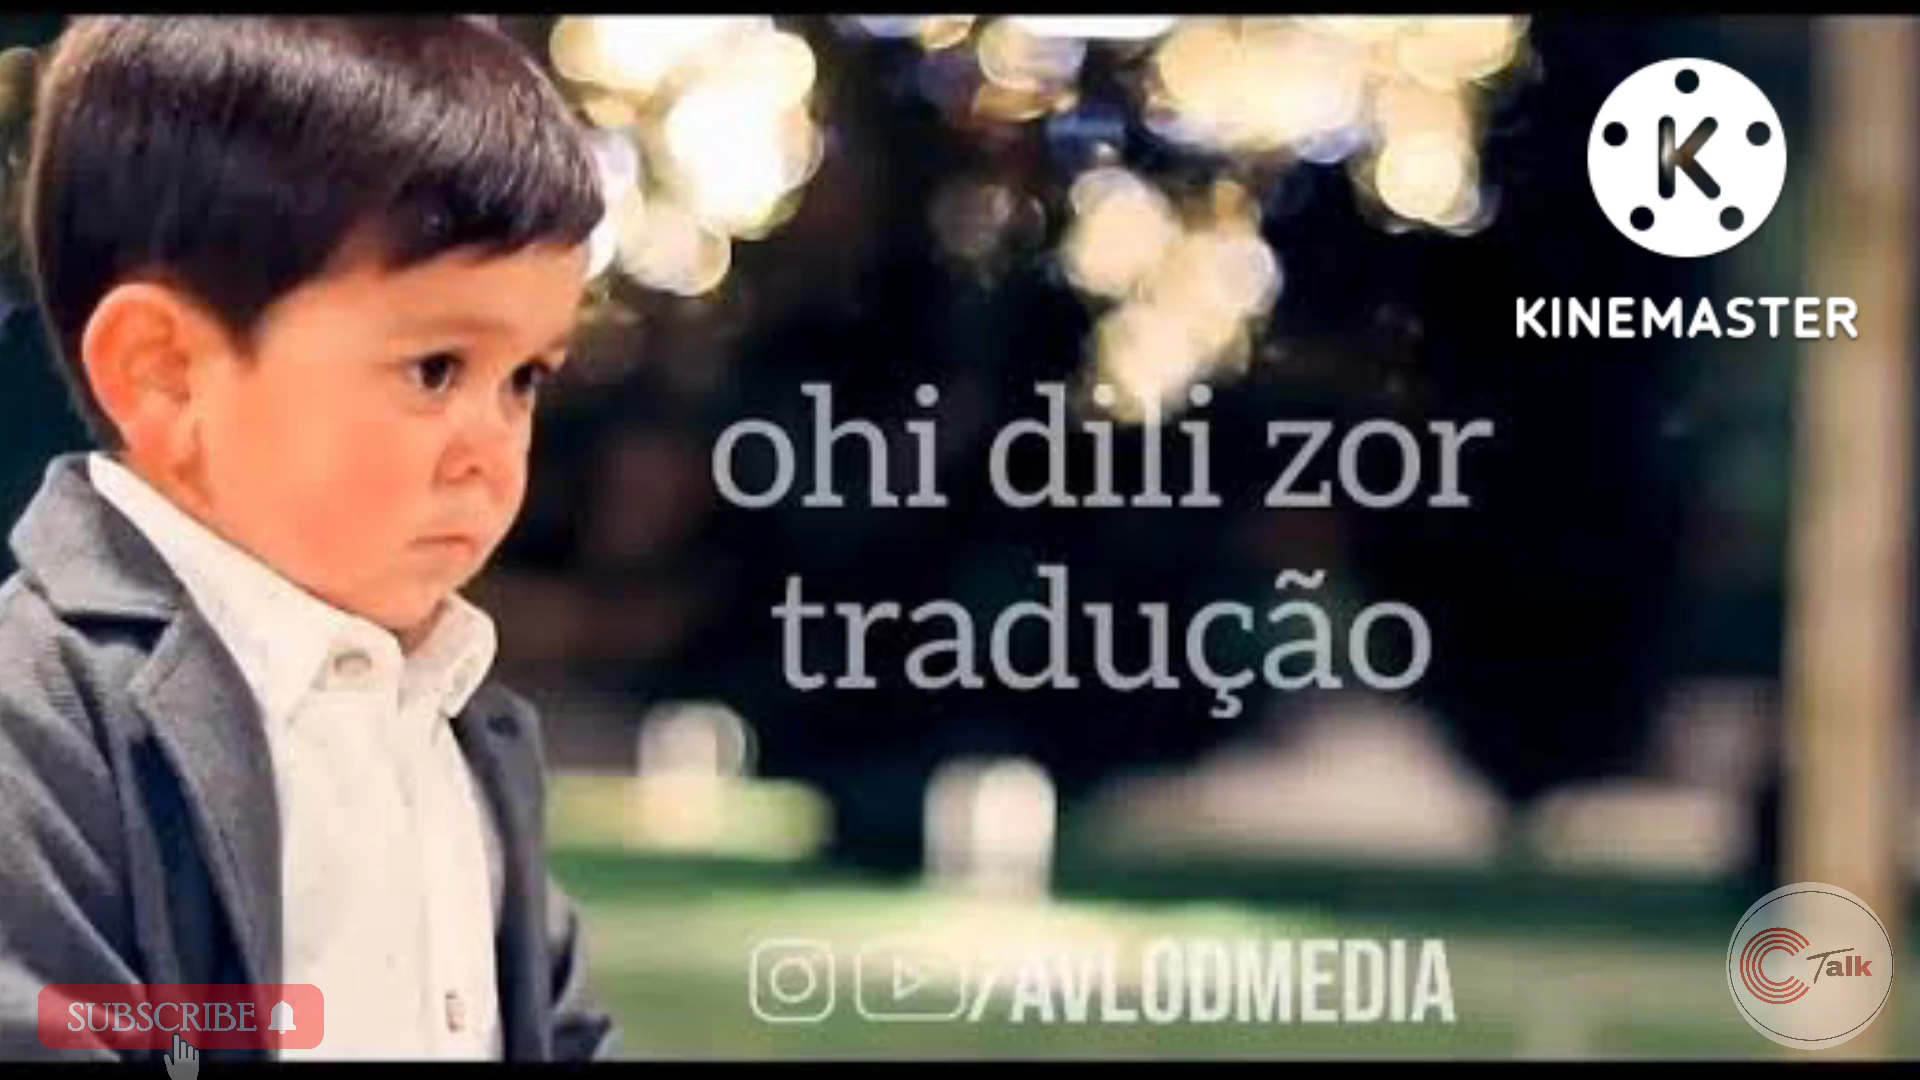 K
KINEMASTER
ohi dili zor
tradução
/AVLODMEDIA
C Talk
SUBSCRIBE